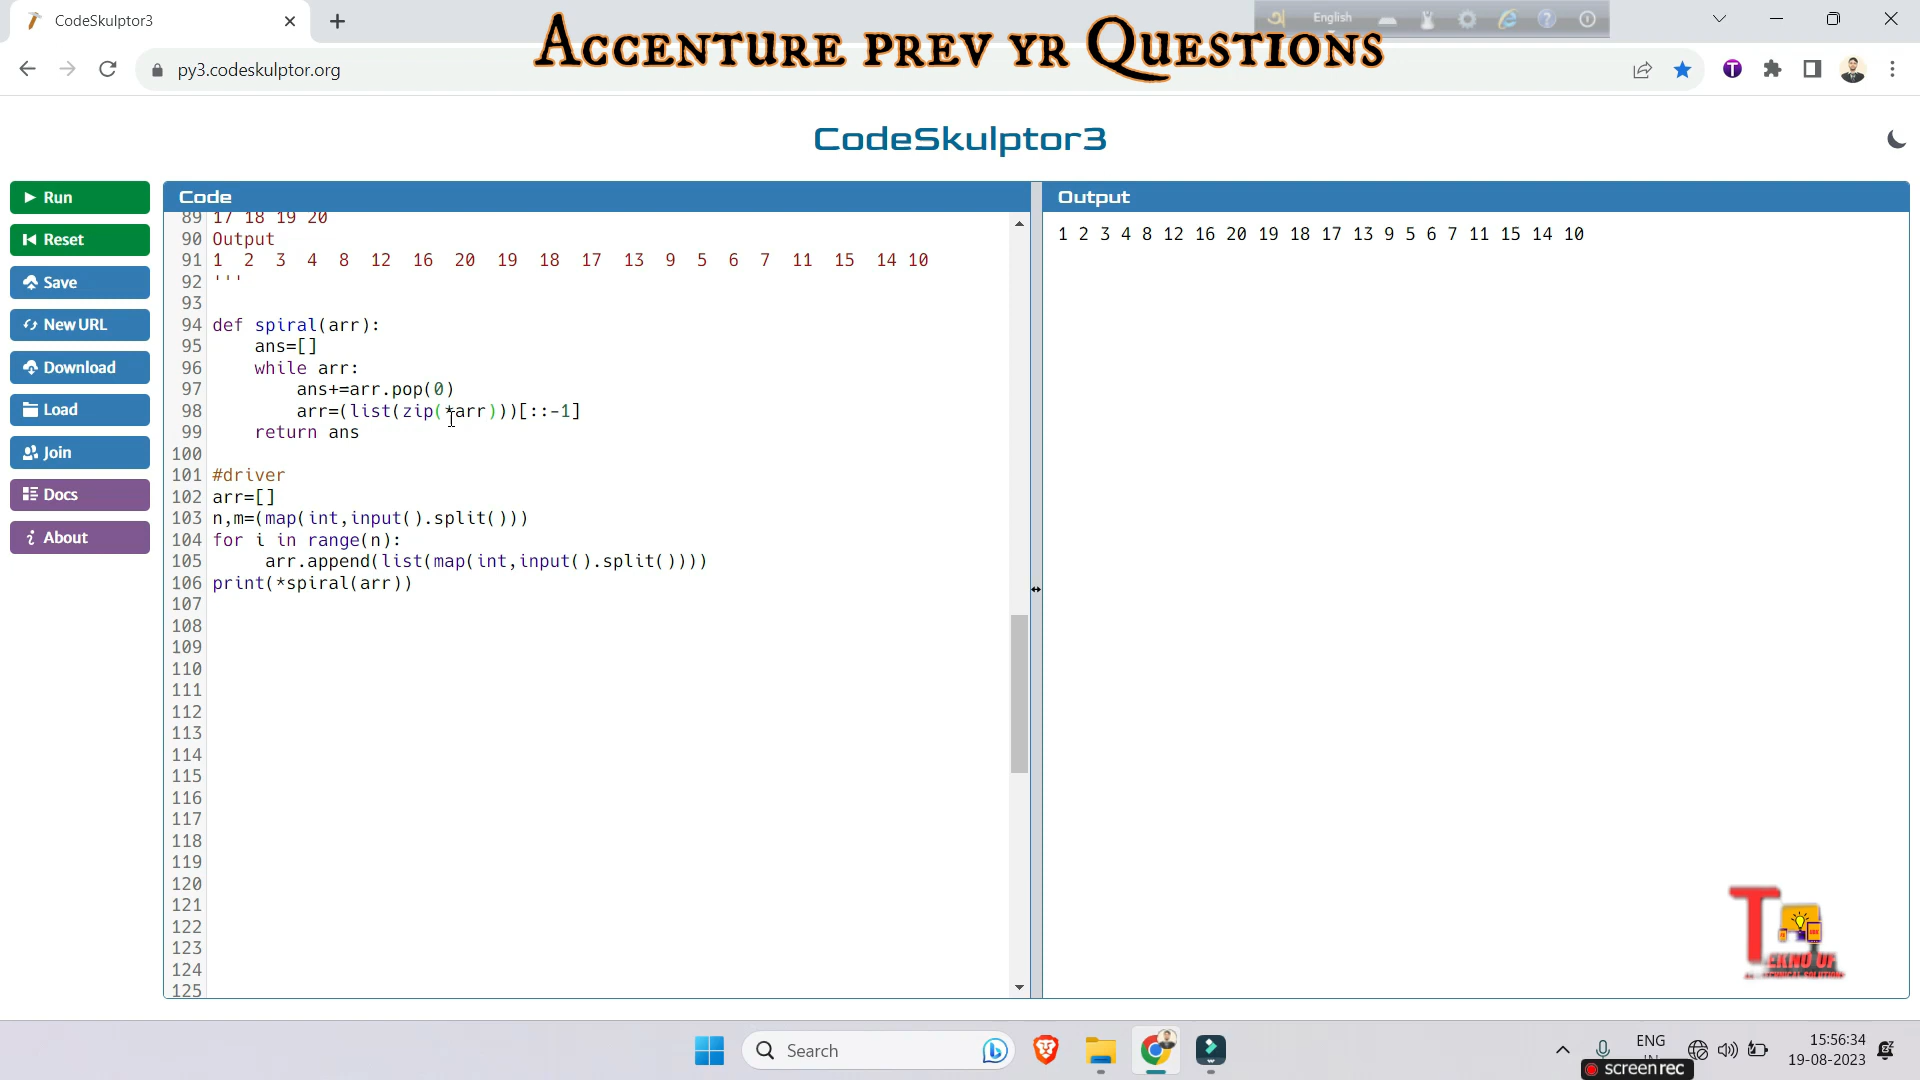 CodeSkulptor3
English
Accenture prev yr Questions
py3.codeskulptor.org
CodeSkulptor3
Run
Reset
Save
New URL
Download
Load
Join
Docs
About
Code
89 17 18 19 20
90 Output
91 1 2 3 4 8 12 16 20 19 18 17 13 9 5 6 7 11 15 14 10
92 '''
93
94 def spiral(arr):
95 ans=[]
96 while arr:
97 ans+=arr.pop(0)
98 arr=(list(zip(*arr)))[::-1]
99 return ans
100
101 #driver
102 arr=[]
103 n,m=(map(int,input().split()))
104 for i in range(n):
105 arr.append(list(map(int,input().split())))
106 print(*spiral(arr))
107
108
109
110
111
112
113
114
115
116
117
118
119
120
121
122
123
124
125
Output
1 2 3 4 8 12 16 20 19 18 17 13 9 5 6 7 11 15 14 10
Search
ENG
15:56:34
19-08-2023
screenrec